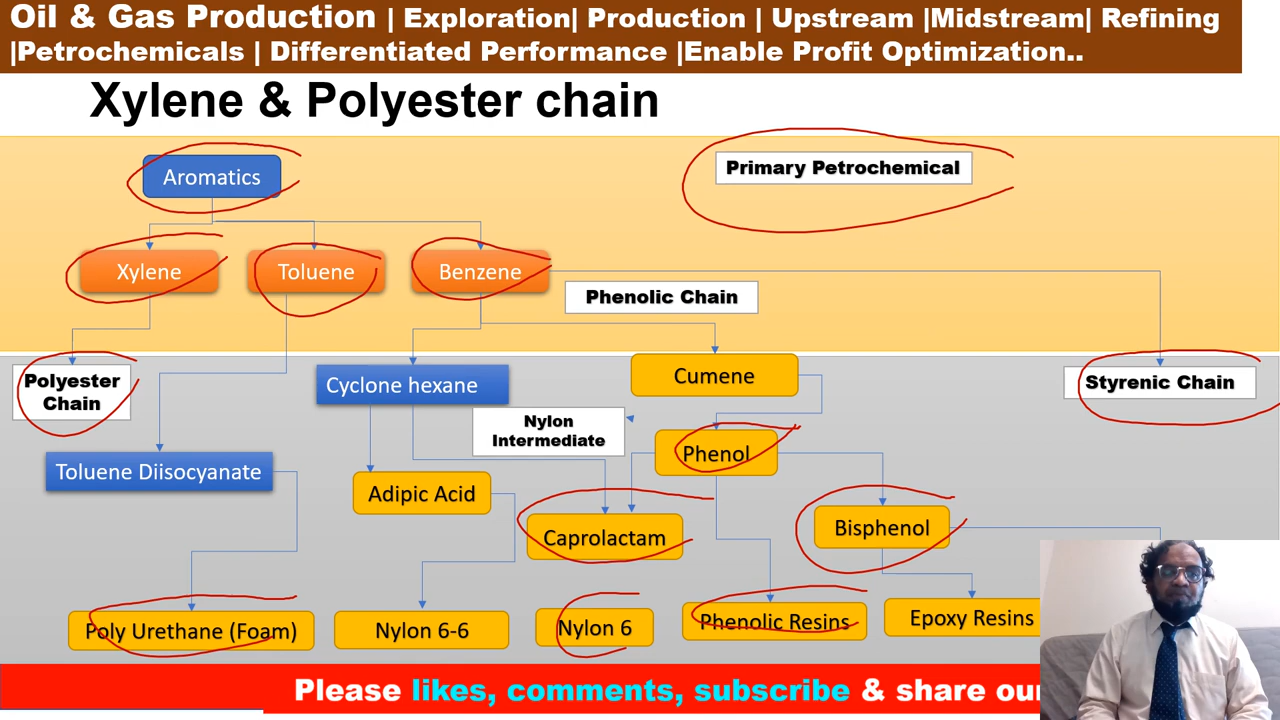 Oil & Gas Production | Exploration| Production | Upstream |Midstream| Refining
|Petrochemicals | Differentiated Performance |Enable Profit Optimization..
Xylene & Polyester chain
Aromatics
Primary Petrochemical
Xylene
Toluene
Benzene
Phenolic Chain
Polyester
Chain
Cyclone hexane
Cumene
Styrenic Chain
Nylon
Intermediate
Phenol
Toluene Diisocyanate
Adipic Acid
Caprolactam
Bisphenol
Poly Urethane (Foam)
Nylon 6-6
Nylon 6
Phenolic Resins
Epoxy Resins
Please likes, comments, subscribe & share ou